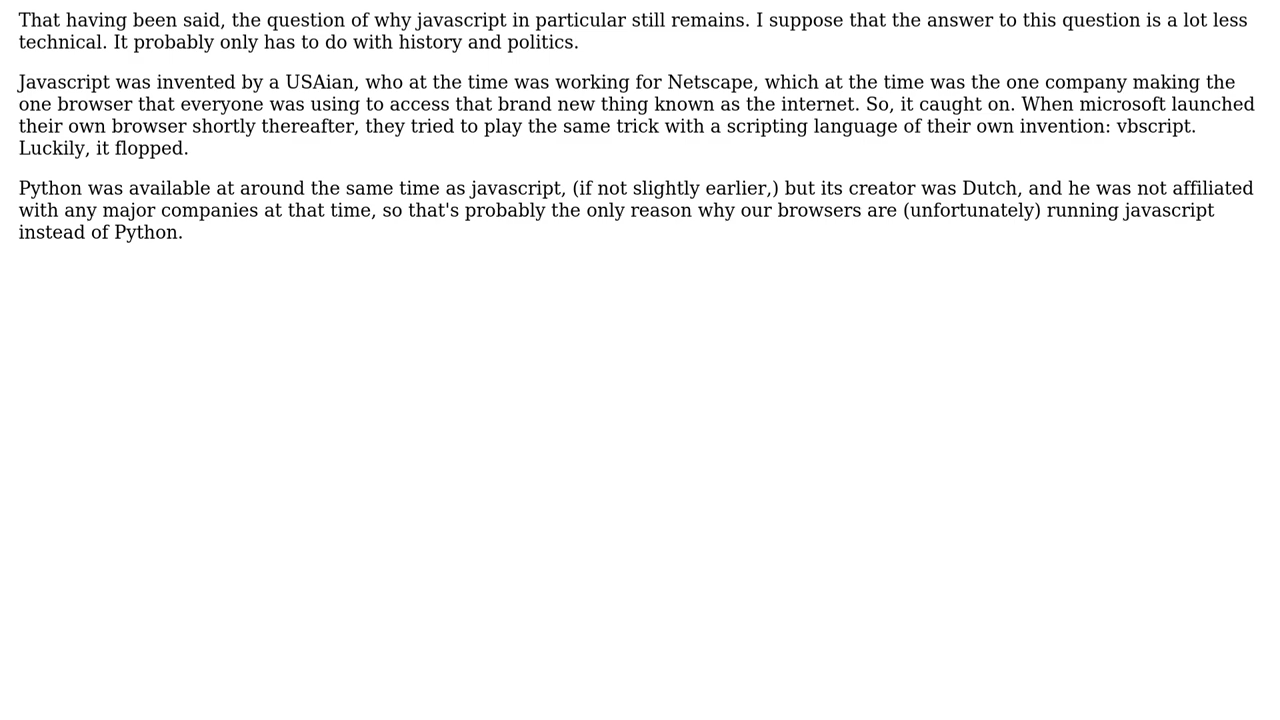 That having been said, the question of why javascript in particular still remains. I suppose that the answer to this question is a lot less
technical. It probably only has to do with history and politics.
Javascript was invented by a USAian, who at the time was working for Netscape, which at the time was the one company making the
one browser that everyone was using to access that brand new thing known as the internet. So, it caught on. When microsoft launched
their own browser shortly thereafter, they tried to play the same trick with a scripting language of their own invention: vbscript.
Luckily, it flopped.
Python was available at around the same time as javascript, (if not slightly earlier,) but its creator was Dutch, and he was not affiliated
with any major companies at that time, so that's probably the only reason why our browsers are (unfortunately) running javascript
instead of Python.